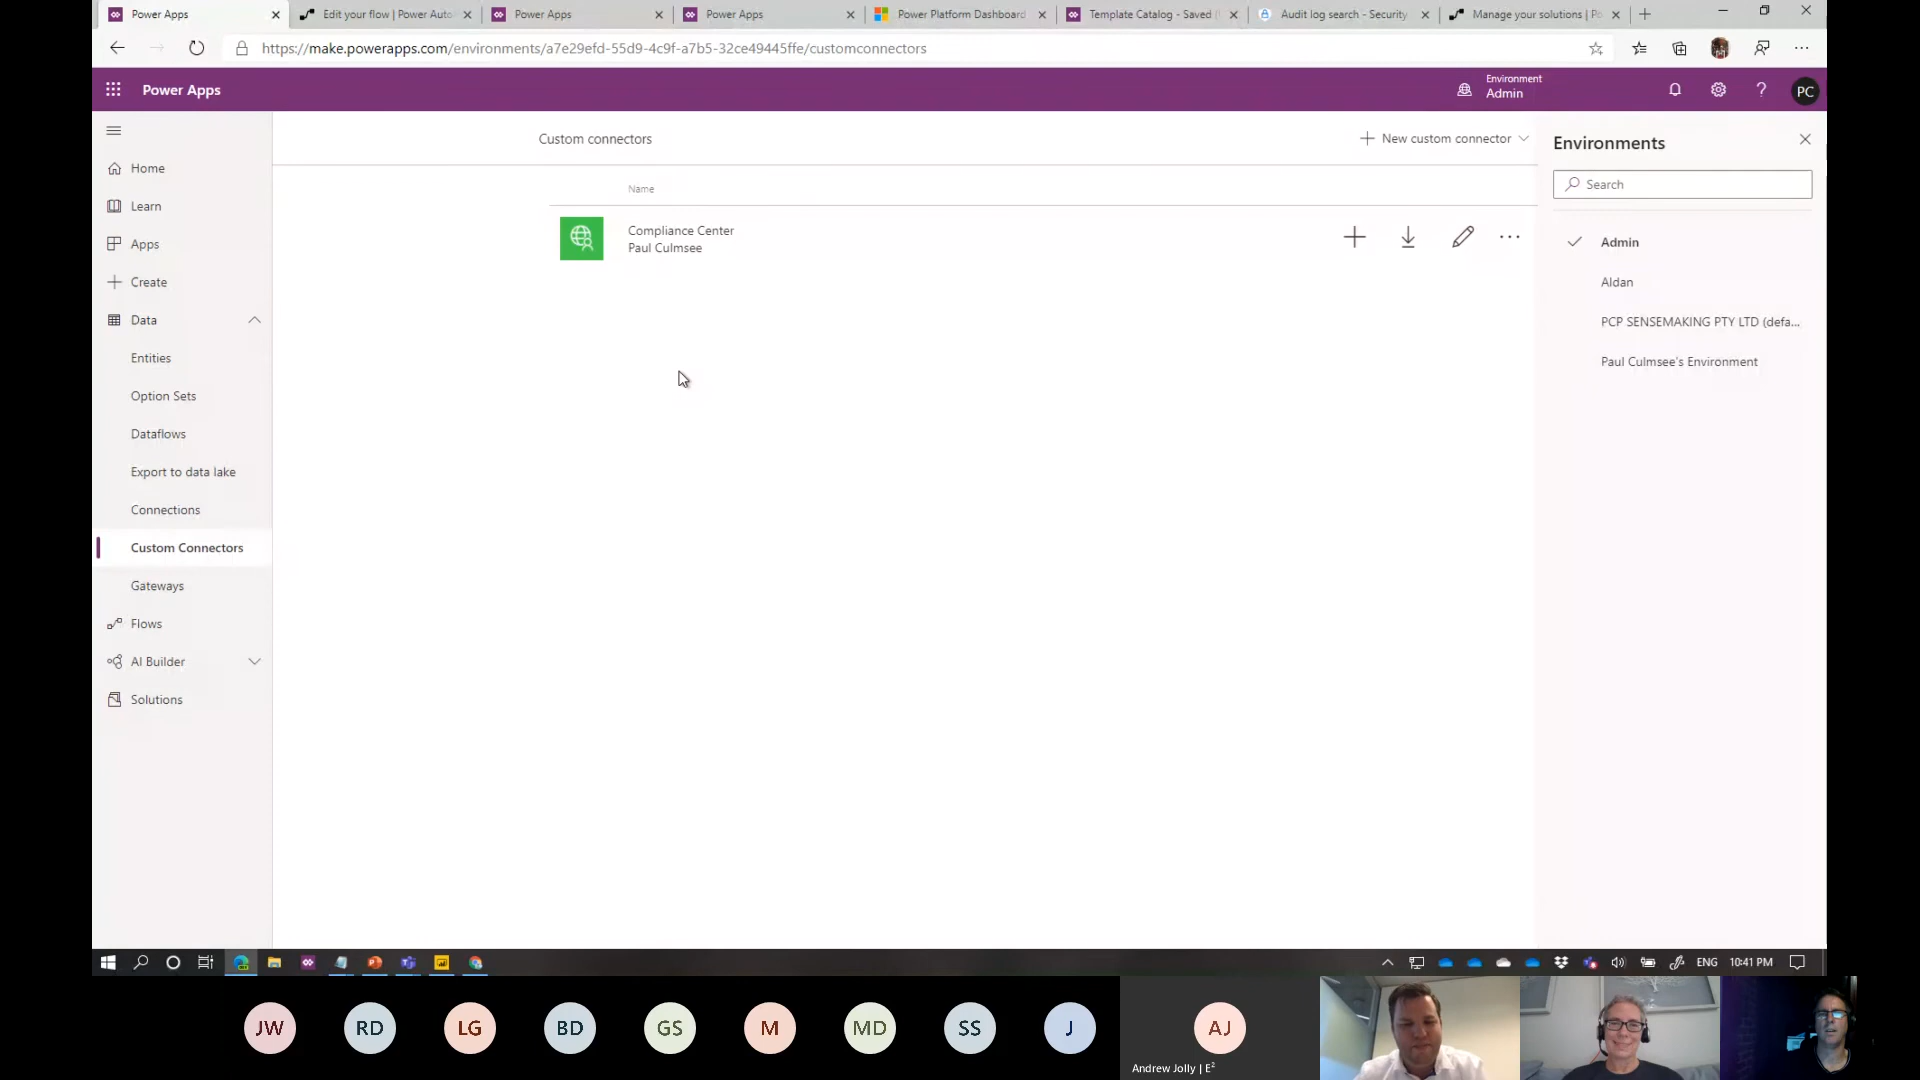 Power Apps
Edit your flow | Power Auto
Power Apps
Power Apps
Power Platform Dashboard
Template Catalog - Saved (
Audit log search - Security
Manage your solutions | Po
https://make.powerapps.com/environments/a7e29efd-55d9-4c9f-a7b5-32ce49445ffe/customconnectors
Power Apps
Environment
Admin
PC
Home
Learn
Apps
Create
Data
Entities
Option Sets
Dataflows
Export to data lake
Connections
Custom Connectors
Gateways
Flows
AI Builder
Solutions
Custom connectors
New custom connector
Name
Compliance Center
Paul Culmsee
Environments
Search
Admin
Aldan
PCP SENSEMAKING PTY LTD (defa...
Paul Culmsee's Environment
ENG
10:41 PM
JW
RD
LG
BD
GS
M
MD
SS
J
AJ
Andrew Jolly | E²